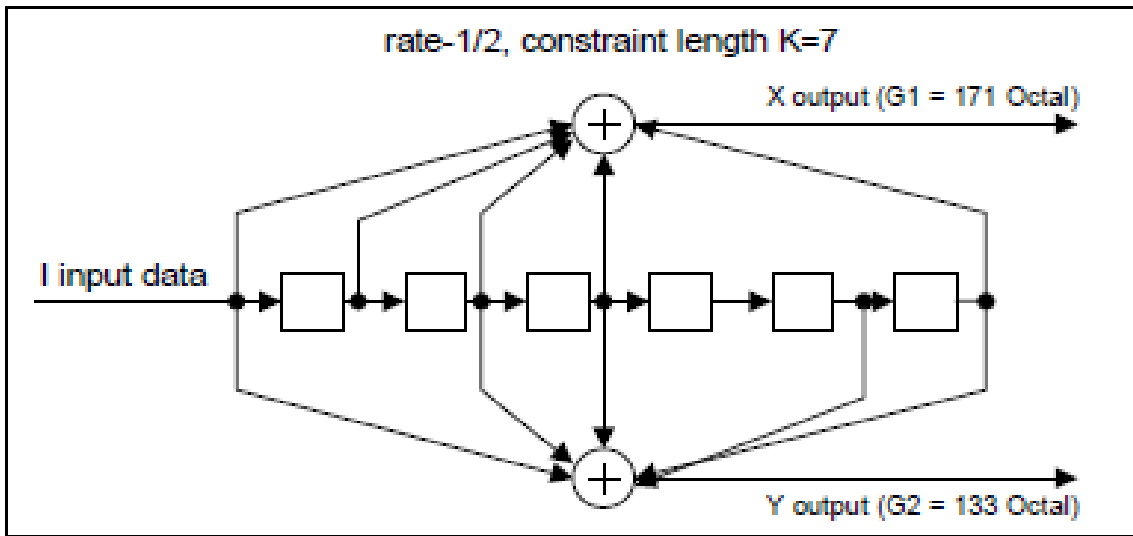 rate-1/2, constraint length K=7
X output (G1 = 171 Octal)
I input data
Y output (G2 = 133 Octal)